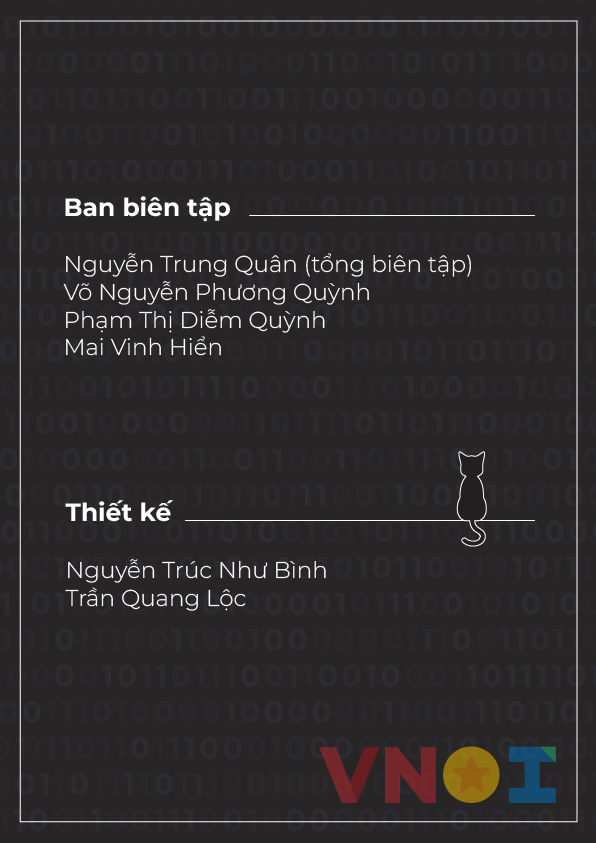 Ban biên tập
Nguyễn Trung Quân (tổng biên tập)
Võ Nguyễn Phương Quỳnh
Phạm Thị Diễm Quỳnh
Mai Vinh Hiển
Thiết kế
Nguyễn Trúc Như Bình
Trần Quang Lộc
VNOI